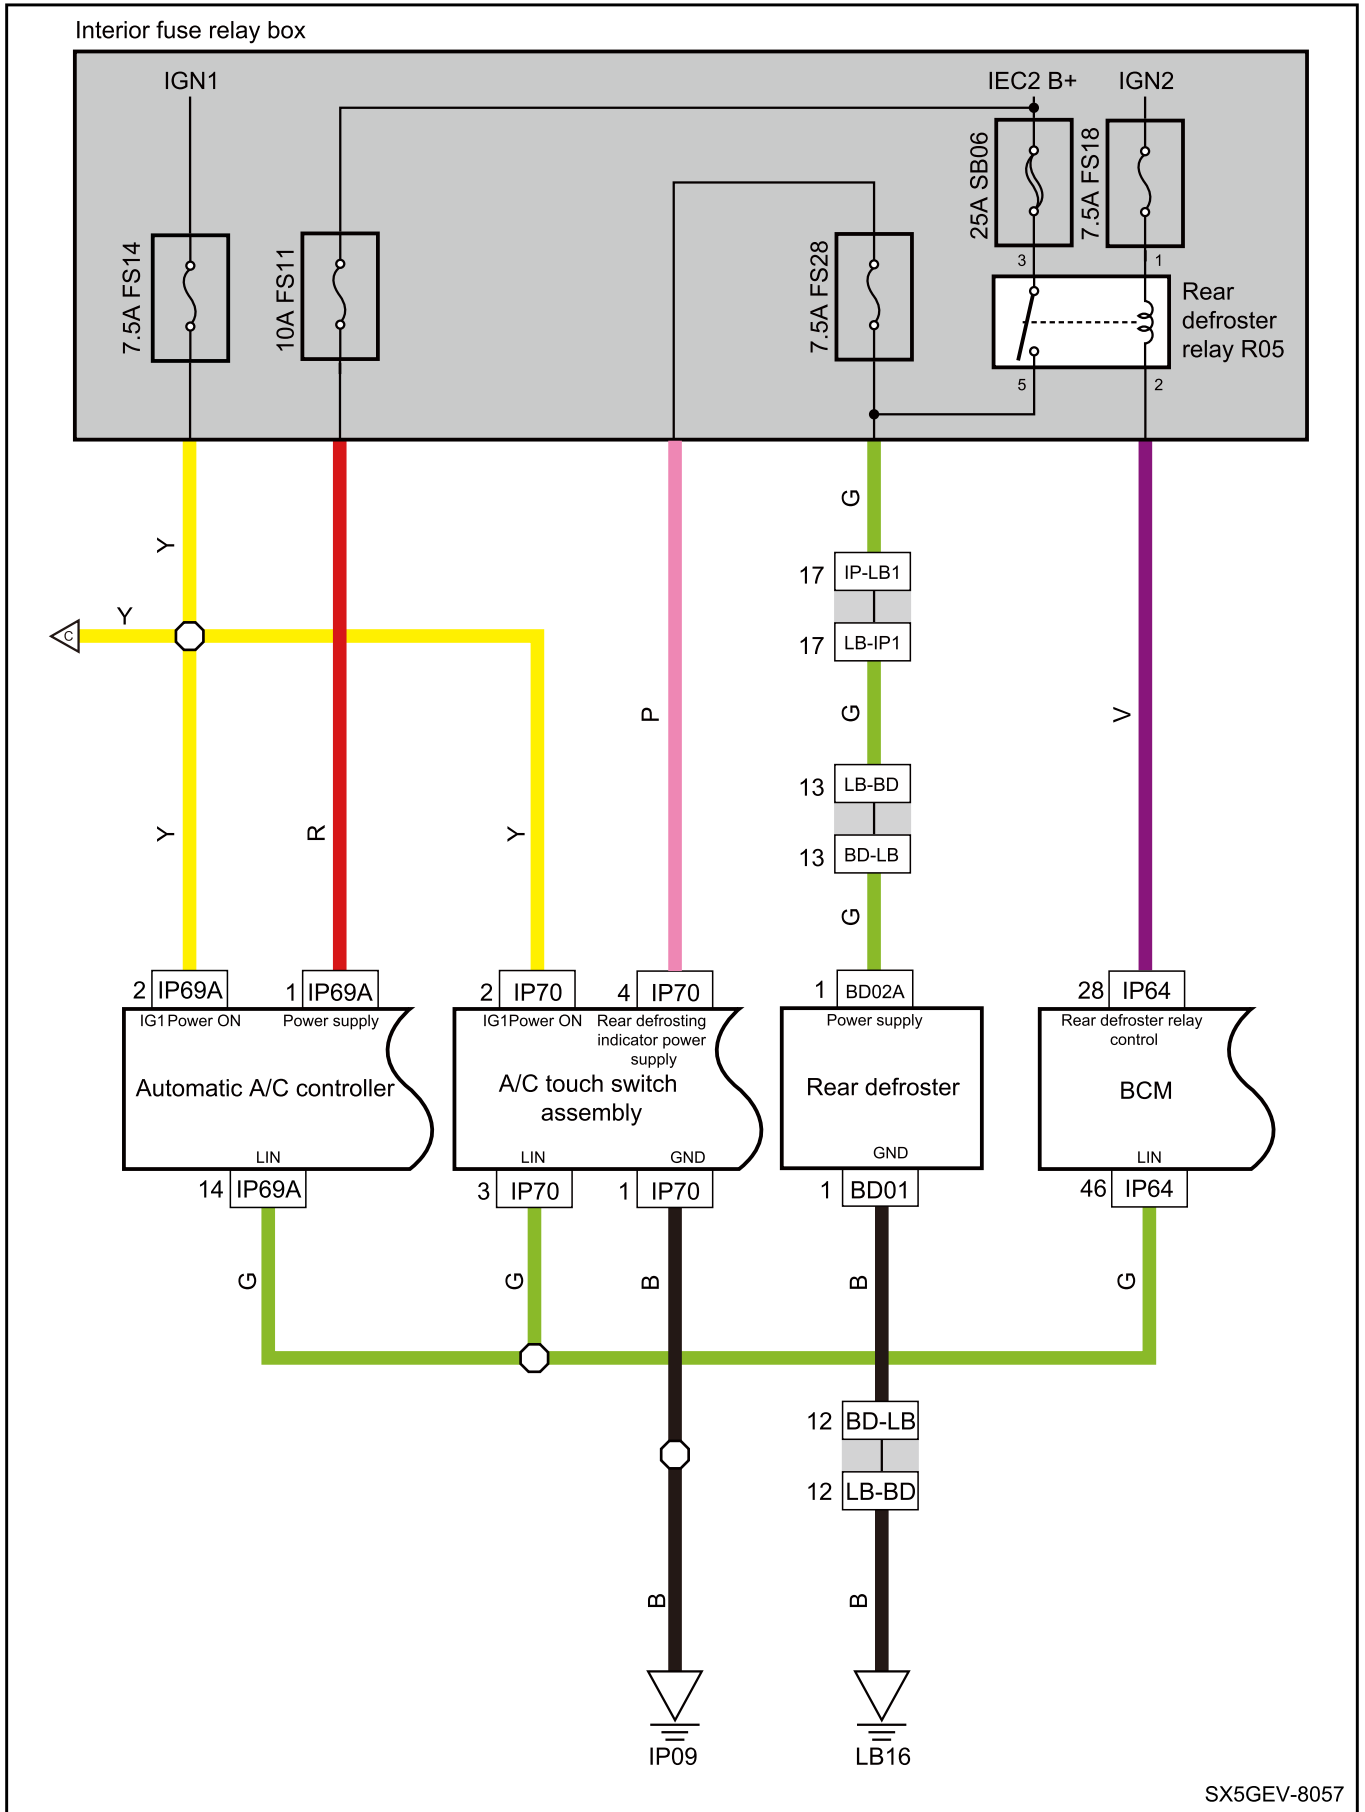 Interior fuse relay box
IGN1
IEC2 B+
IGN2
7.5A FS14
10A FS11
7.5A FS28
25A SB06
7.5A FS18
3
1
Rear
defroster
relay R05
5
2
Y
G
17
IP-LB1
Y
C
17
LB-IP1
P
G
V
13
LB-BD
Y
R
Y
13
BD-LB
G
2
IP69A
1
IP69A
2
IP70
4
IP70
1
BD02A
28
IP64
IG1Power ON
Power supply
IG1Power ON
Rear defrosting
indicator power
supply
Power supply
Rear defroster relay
control
Automatic A/C controller
A/C touch switch
assembly
Rear defroster
BCM
LIN
LIN
GND
GND
LIN
14
IP69A
3
IP70
1
IP70
1
BD01
46
IP64
G
G
B
B
G
12
BD-LB
12
LB-BD
B
B
IP09
LB16
SX5GEV-8057